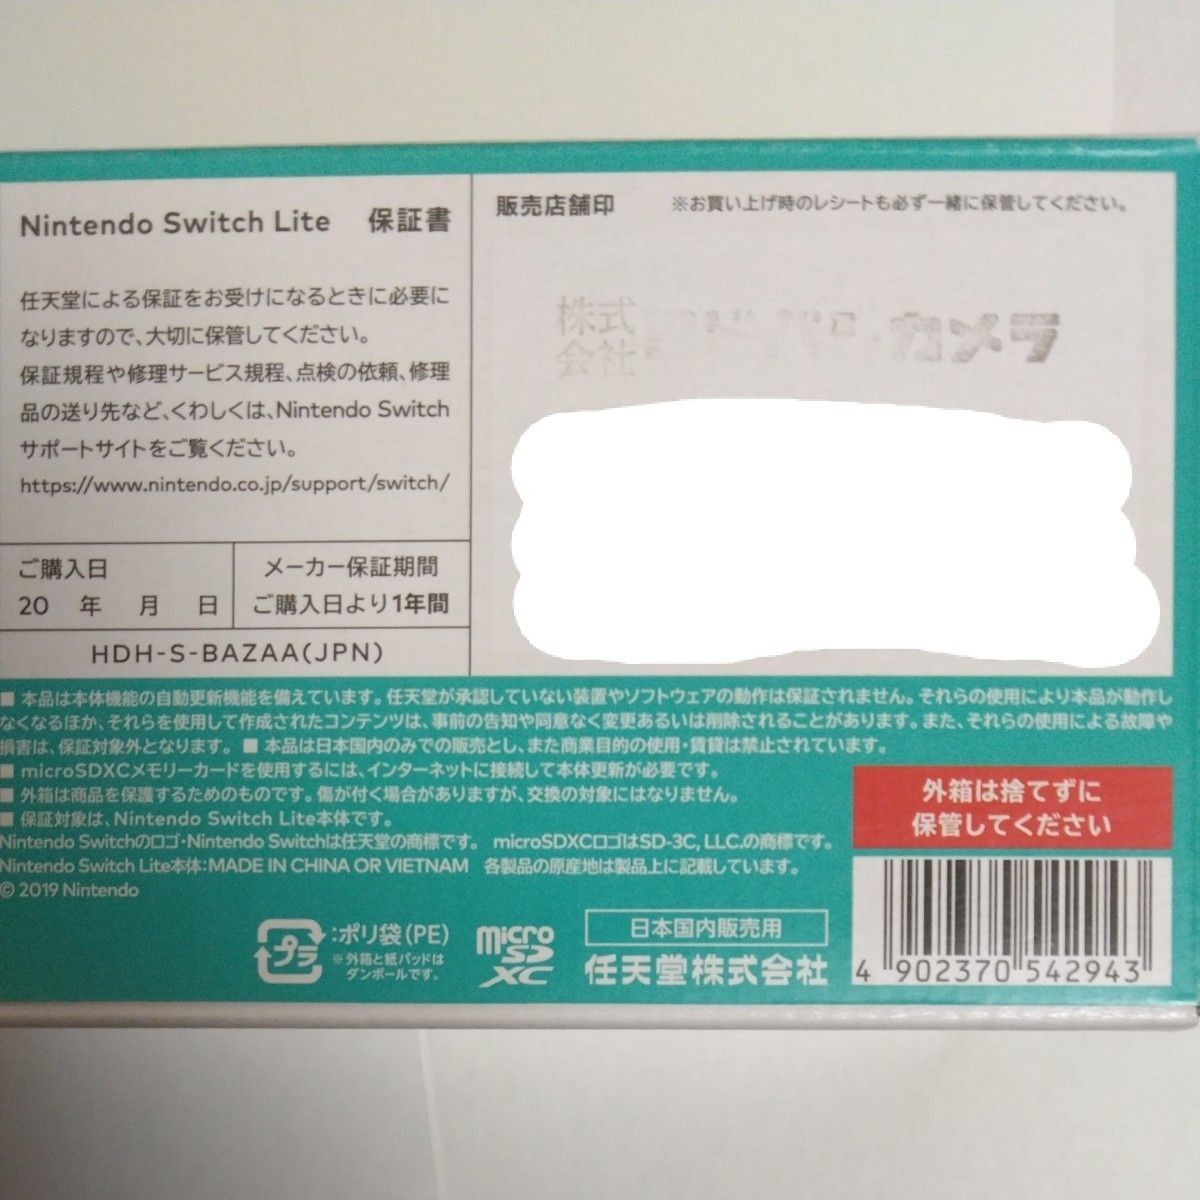 Nintendo Switch Lite 保証書
任天堂による保証をお受けになるときに必要に
なりますので、大切に保管してください。
保証規程や修理サービス規程、点検の依頼、修理
品の送り先など、くわしくは、Nintendo Switch
サポートサイトをご覧ください。
https://www.nintendo.co.jp/support/switch/
ご購入日
20 年 月 日
メーカー保証期間
ご購入日より1年間
HDH-S-BAZAA(JPN)
販売店舗印 ※お買い上げ時のレシートも必ず一緒に保管してください。
株式
会社
カメラ
■ 本品は本体機能の自動更新機能を備えています。任天堂が承認していない装置やソフトウェアの動作は保証されません。それらの使用により本品が動作し
なくなるほか、それらを使用して作成されたコンテンツは、事前の告知や同意なく変更あるいは削除されることがあります。また、それらの使用による故障や
損害は、保証対象外となります。 ■ 本品は日本国内のみでの販売とし、また商業目的の使用・賃貸は禁止されています。
■ microSDXCメモリーカードを使用するには、インターネットに接続して本体更新が必要です。
■ 外箱は商品を保護するためのものです。傷が付く場合がありますが、交換の対象にはなりません。
■ 保証対象は、Nintendo Switch Lite本体です。
Nintendo Switchのロゴ・Nintendo Switchは任天堂の商標です。 microSDXCロゴはSD-3C, LLC.の商標です。
Nintendo Switch Lite本体:MADE IN CHINA OR VIETNAM 各製品の原産地は製品上に記載しています。
© 2019 Nintendo
外箱は捨てずに
保管してください
プラ
:ポリ袋(PE)
※外箱と紙パッドは
ダンボールです。
micro
SD
XC
日本国内販売用
任天堂株式会社
4 902370 542943